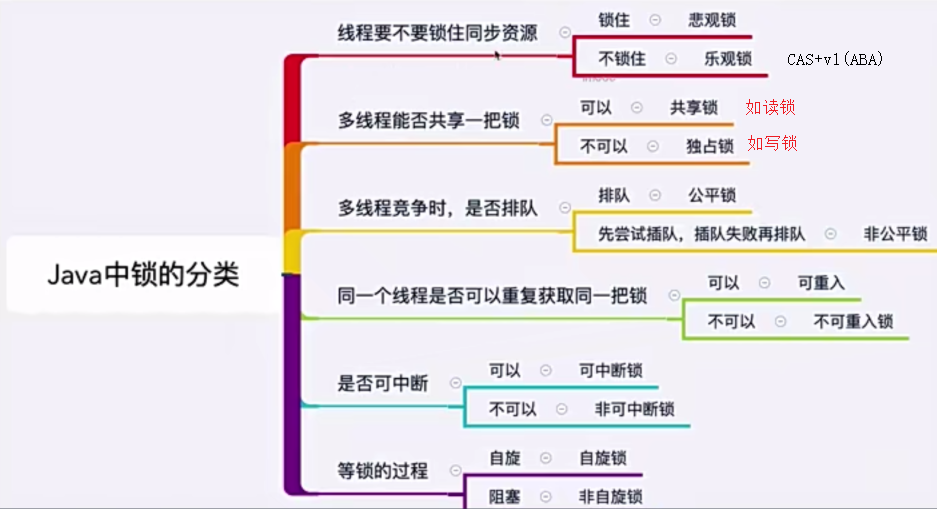 Java中锁的分类
线程要不要锁住同步资源
锁住 悲观锁
不锁住 乐观锁 CAS+v1(ABA)
多线程能否共享一把锁
可以 共享锁 如读锁
不可以 独占锁 如写锁
多线程竞争时，是否排队
排队 公平锁
先尝试插队，插队失败再排队 非公平锁
同一个线程是否可以重复获取同一把锁
可以 可重入
不可以 不可重入锁
是否可中断
可以 可中断锁
不可以 非可中断锁
等锁的过程
自旋 自旋锁
阻塞 非自旋锁